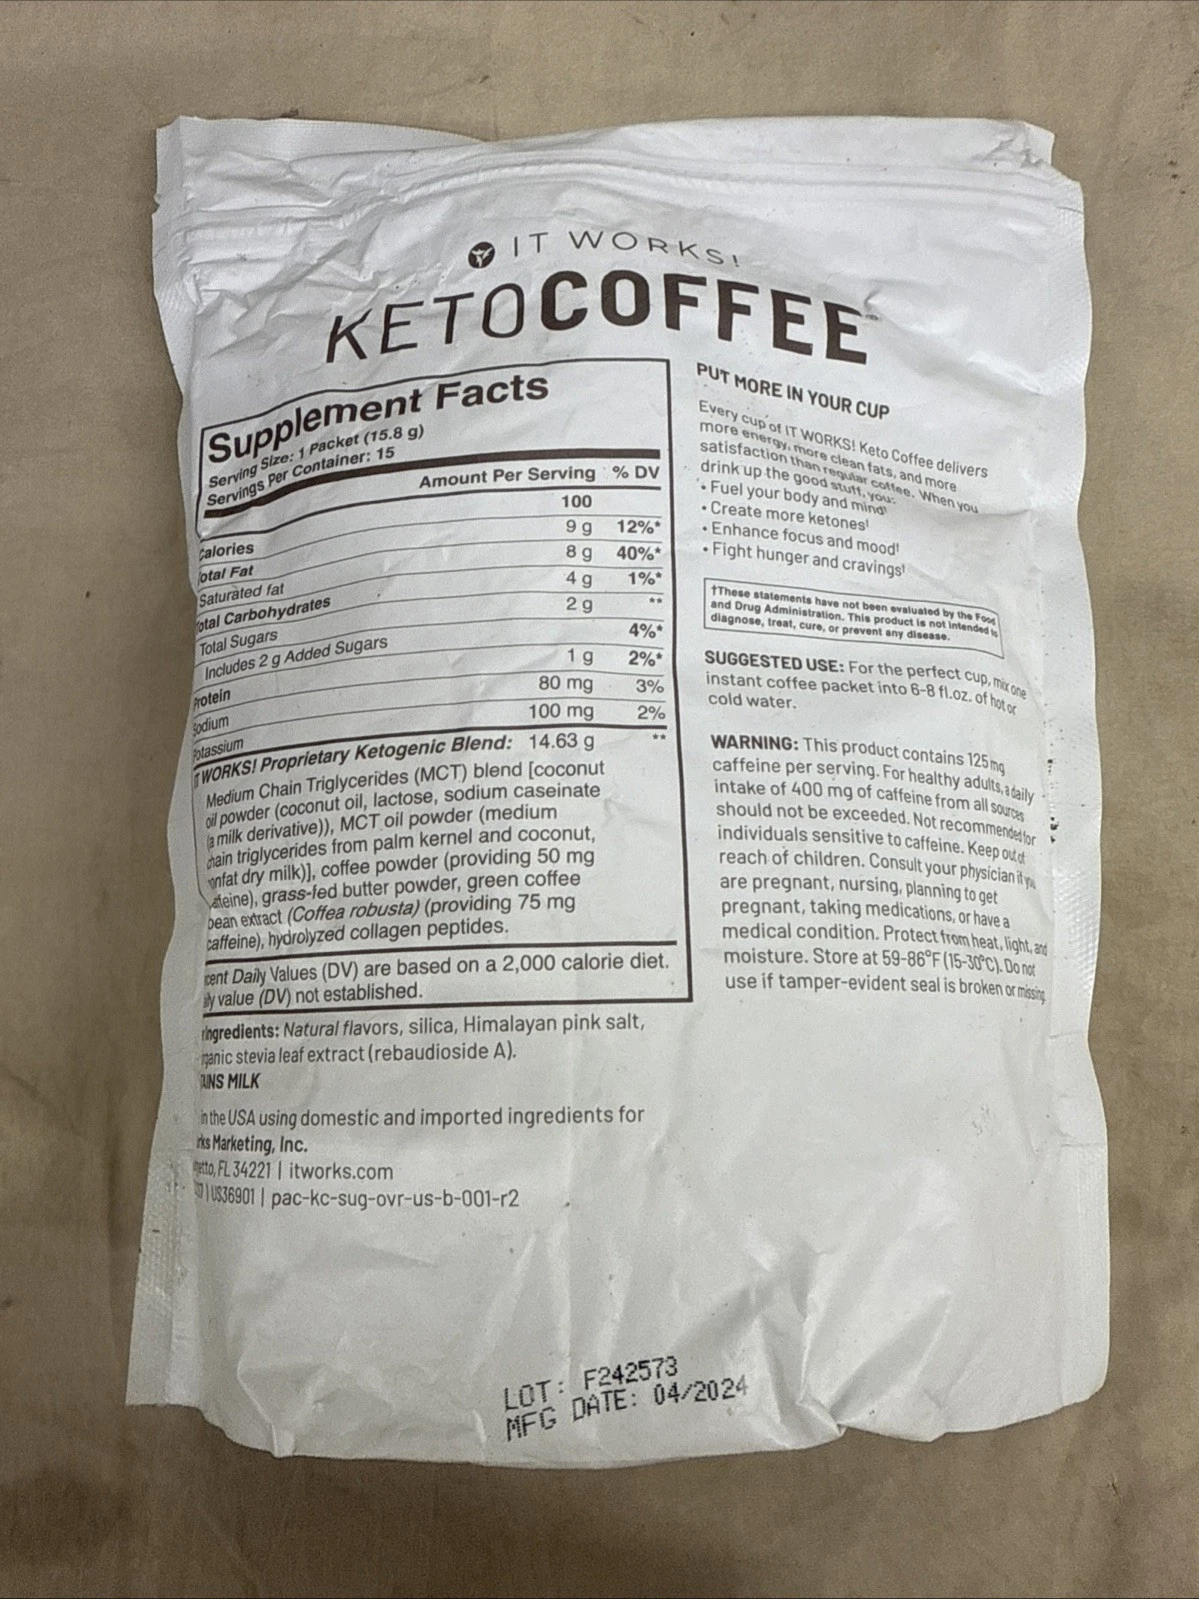 IT WORKS!
KETOCOFFEE™
Supplement Facts
Serving Size: 1 Packet (15.8 g)
Servings Per Container: 15
Amount Per Serving % DV
Calories 100
Total Fat 9 g 12%*
Saturated fat 8 g 40%*
Total Carbohydrates 4 g 1%*
Total Sugars 2 g **
Includes 2 g Added Sugars 4%*
Protein 1 g 2%*
Sodium 80 mg 3%
Potassium 100 mg 2%
IT WORKS! Proprietary Ketogenic Blend: 14.63 g **
Medium Chain Triglycerides (MCT) blend [coconut
oil powder (coconut oil, lactose, sodium caseinate
(a milk derivative)), MCT oil powder (medium
chain triglycerides from palm kernel and coconut,
nonfat dry milk)], coffee powder (providing 50 mg
caffeine), grass-fed butter powder, green coffee
bean extract (Coffea robusta) (providing 75 mg
caffeine), hydrolyzed collagen peptides.
cent Daily Values (DV) are based on a 2,000 calorie diet.
ily value (DV) not established.
r Ingredients: Natural flavors, silica, Himalayan pink salt,
rganic stevia leaf extract (rebaudioside A).
AINS MILK
in the USA using domestic and imported ingredients for
rks Marketing, Inc.
etto, FL 34221 | itworks.com
| US36901 | pac-kc-sug-ovr-us-b-001-r2
PUT MORE IN YOUR CUP
Every cup of IT WORKS! Keto Coffee delivers
more energy, more clean fats, and more
satisfaction than regular coffee. When you
drink up the good stuff, you:
• Fuel your body and mind†
• Create more ketones†
• Enhance focus and mood†
• Fight hunger and cravings†
†These statements have not been evaluated by the Food
and Drug Administration. This product is not intended to
diagnose, treat, cure, or prevent any disease.
SUGGESTED USE: For the perfect cup, mix one
instant coffee packet into 6-8 fl.oz. of hot or
cold water.
WARNING: This product contains 125 mg
caffeine per serving. For healthy adults, a daily
intake of 400 mg of caffeine from all sources
should not be exceeded. Not recommended for
individuals sensitive to caffeine. Keep out of
reach of children. Consult your physician if you
are pregnant, nursing, planning to get
pregnant, taking medications, or have a
medical condition. Protect from heat, light, and
moisture. Store at 59-86°F (15-30°C). Do not
use if tamper-evident seal is broken or missing
LOT: F242573
MFG DATE: 04/2024